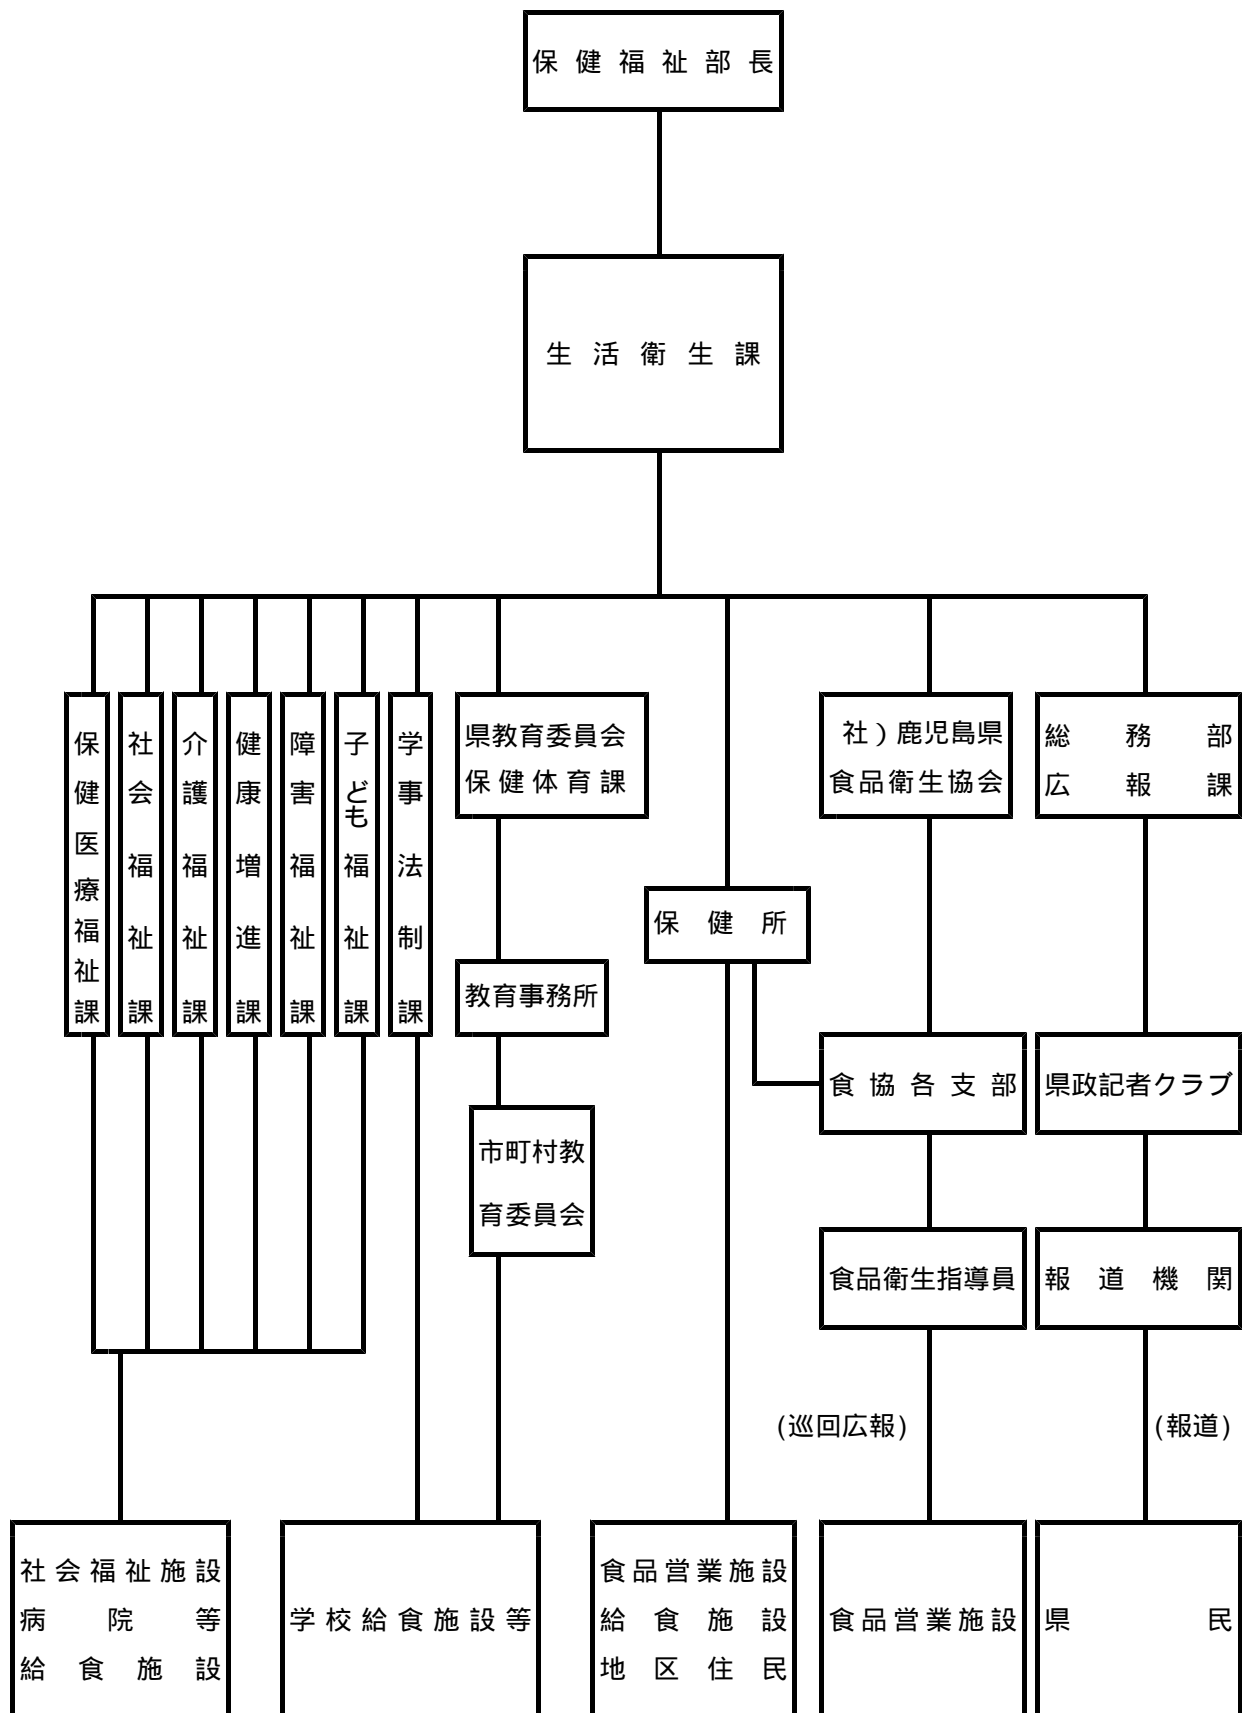 保健福祉部長
生活衛生課
保健医療福祉課
社会福祉課
介護福祉課
健康増進課
障害福祉課
子ども福祉課
学事法制課
県教育委員会
保健体育課
社）鹿児島県
食品衛生協会
総務部
広報課
保健所
教育事務所
食協各支部
県政記者クラブ
市町村教
育委員会
食品衛生指導員
報道機関
(巡回広報)
(報道)
社会福祉施設
病院等
給食施設
学校給食施設等
食品営業施設
給食施設
地区住民
食品営業施設
県民